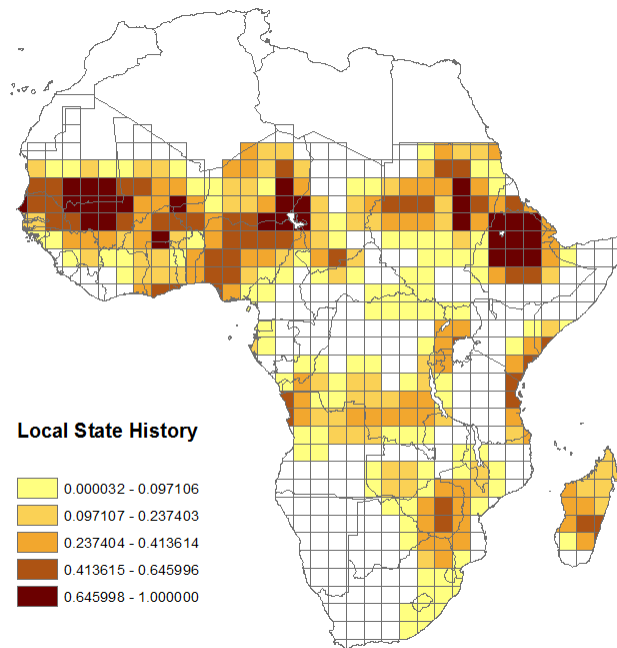 Local State History
0.000032 - 0.097106
0.097107 - 0.237403
0.237404 - 0.413614
0.413615 - 0.645996
0.645998 - 1.000000